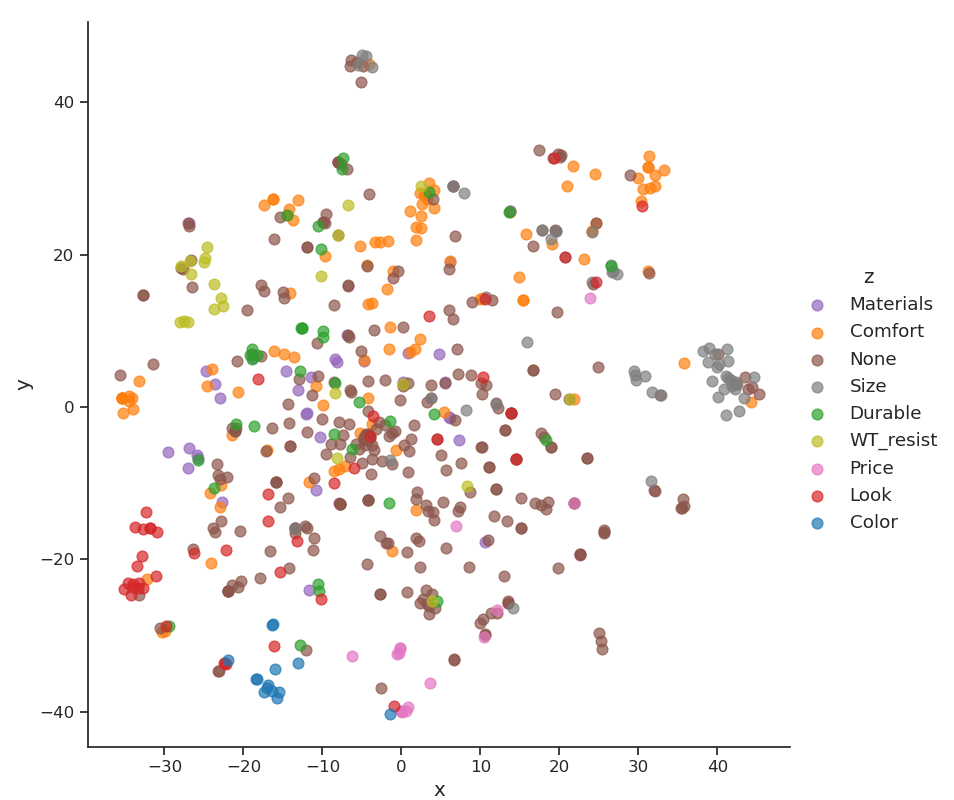 40
20
0
−20
−40
y
−30
−20
−10
0
10
20
30
40
x
z
Materials
Comfort
None
Size
Durable
WT_resist
Price
Look
Color